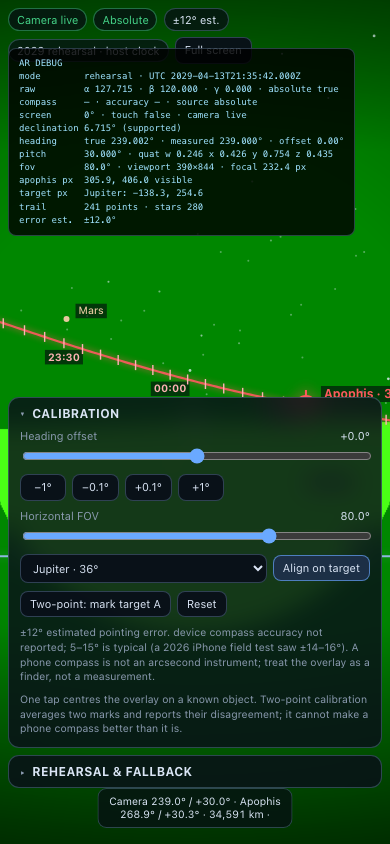 Camera live Absolute ±12° est.
2029 rehearsal · host clock Full screen
AR DEBUG
mode rehearsal · UTC 2029-04-13T21:35:42.000Z
raw α 127.715 · β 120.000 · γ 0.000 · absolute true
compass — · accuracy — · source absolute
screen 0° · touch false · camera live
declination 6.715° (supported)
heading true 239.002° · measured 239.000° · offset 0.00°
pitch 30.000° · quat w 0.246 x 0.426 y 0.754 z 0.435
fov 80.0° · viewport 390×844 · focal 232.4 px
apophis px 305.9, 406.0 visible
target px Jupiter: −138.3, 254.6
trail 241 points · stars 280
error est. ±12.0°
Mars
23:30
00:00
Apophis · 3
▾ CALIBRATION
Heading offset +0.0°
−1° −0.1° +0.1° +1°
Horizontal FOV 80.0°
Jupiter · 36° Align on target
Two-point: mark target A Reset
±12° estimated pointing error. device compass accuracy not
reported; 5–15° is typical (a 2026 iPhone field test saw ±14–16°). A
phone compass is not an arcsecond instrument; treat the overlay as a
finder, not a measurement.
One tap centres the overlay on a known object. Two-point calibration
averages two marks and reports their disagreement; it cannot make a
phone compass better than it is.
▸ REHEARSAL & FALLBACK
Camera 239.0° / +30.0° · Apophis
268.9° / +30.3° · 34,591 km ·